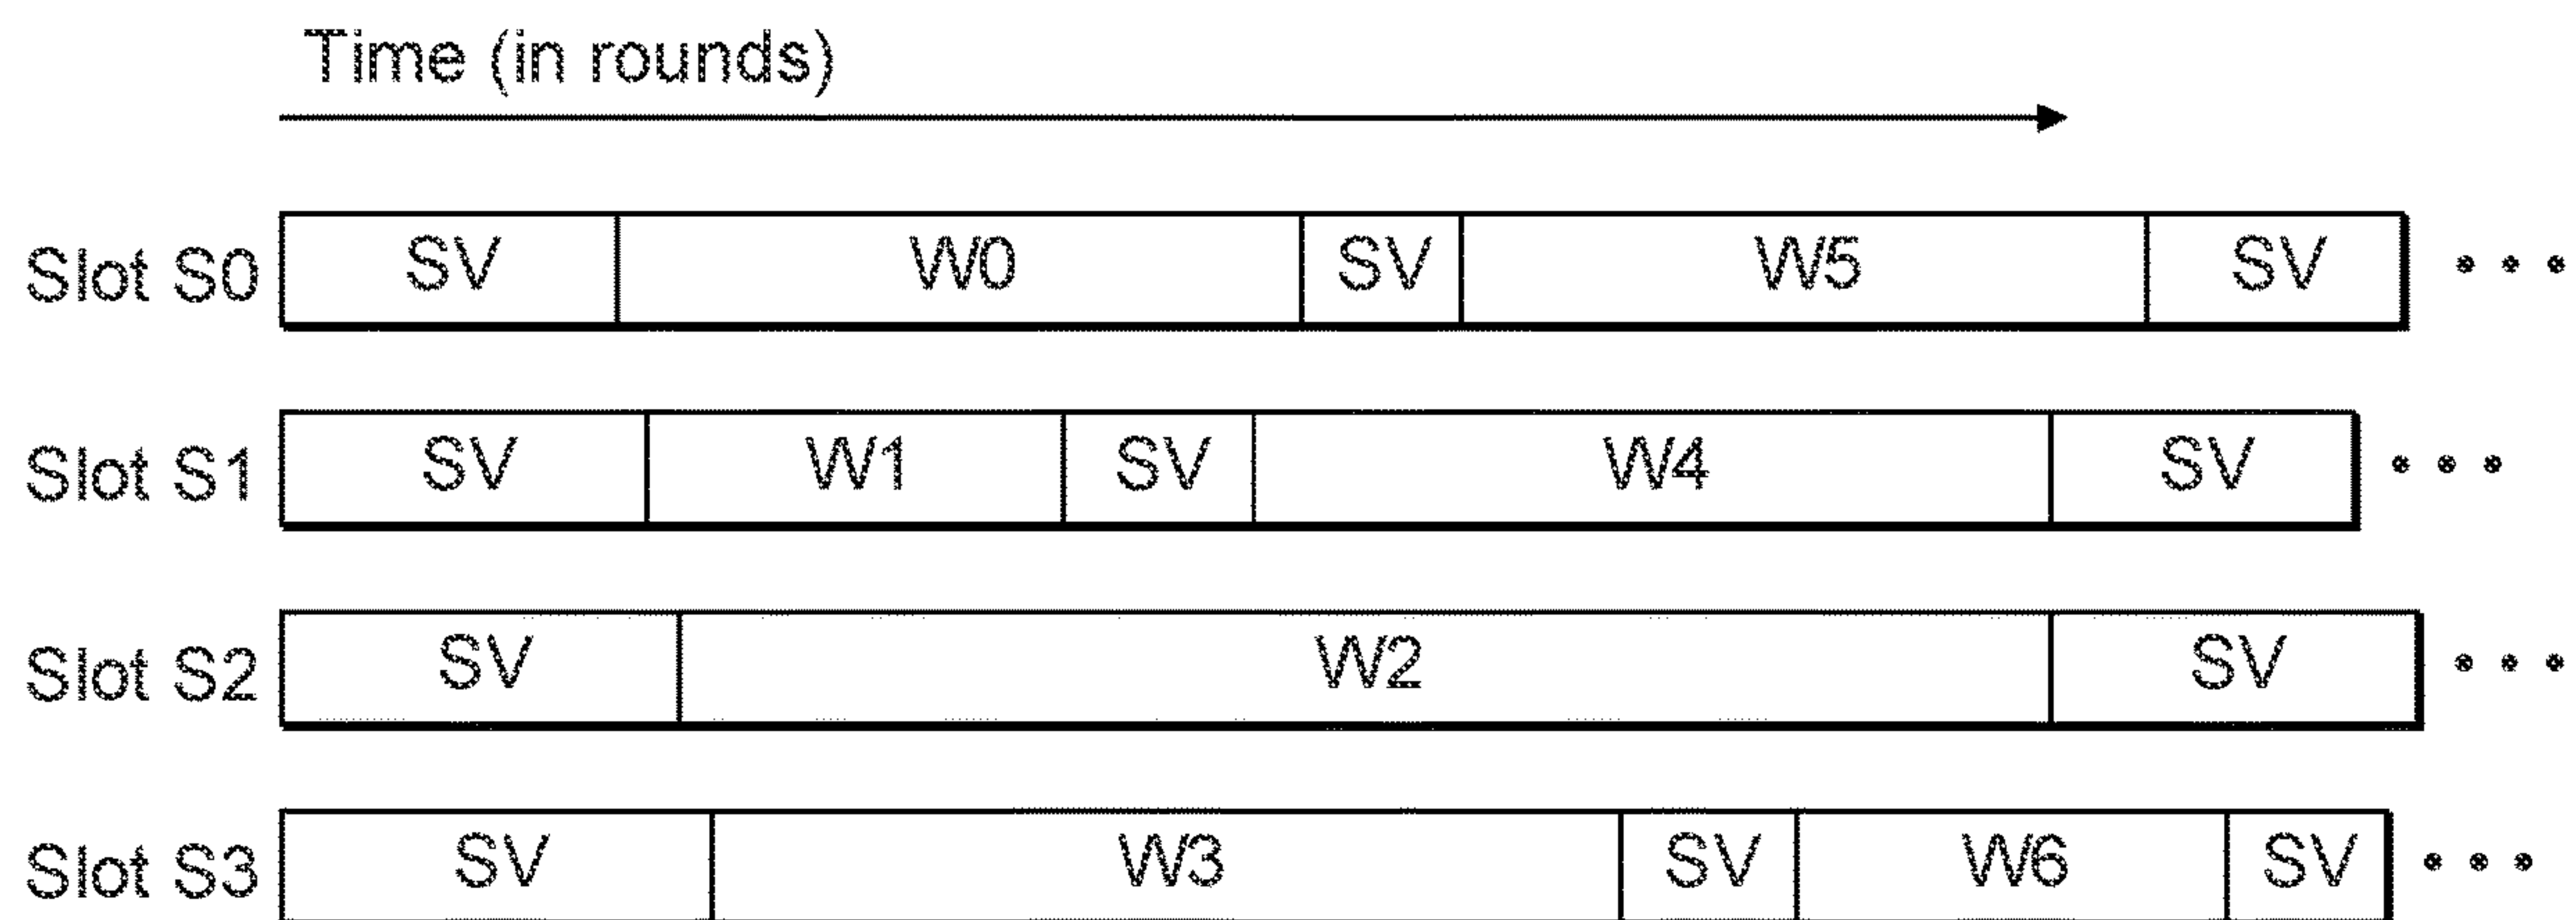 Time (in rounds)
Slot S0 SV W0 SV W5 SV • • •
Slot S1 SV W1 SV W4 SV • • •
Slot S2 SV W2 SV • • •
Slot S3 SV W3 SV W6 SV • • •